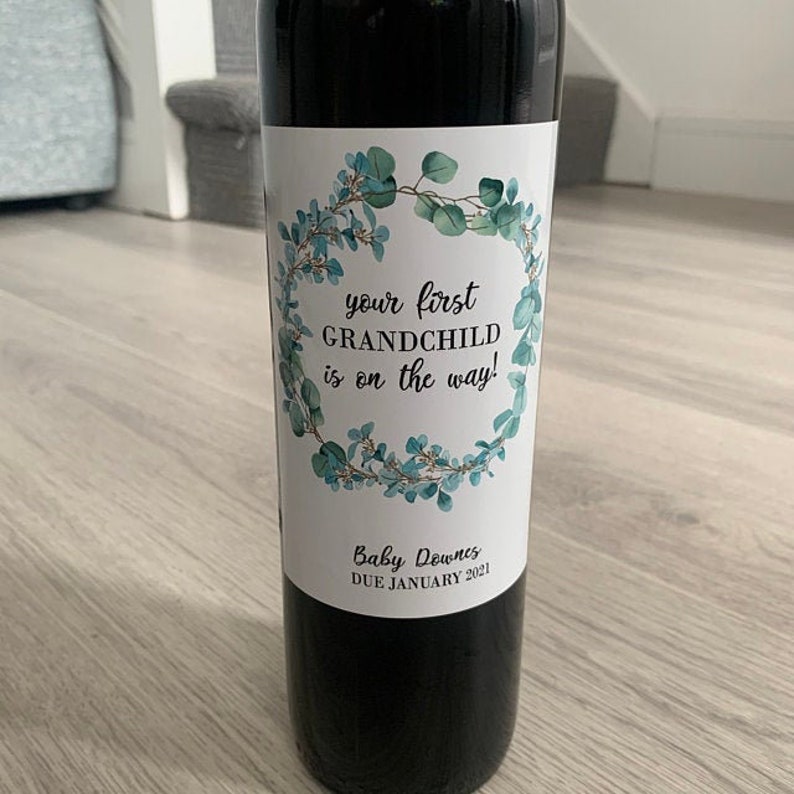 your first
GRANDCHILD
is on the way!
Baby Downes
DUE JANUARY 2021